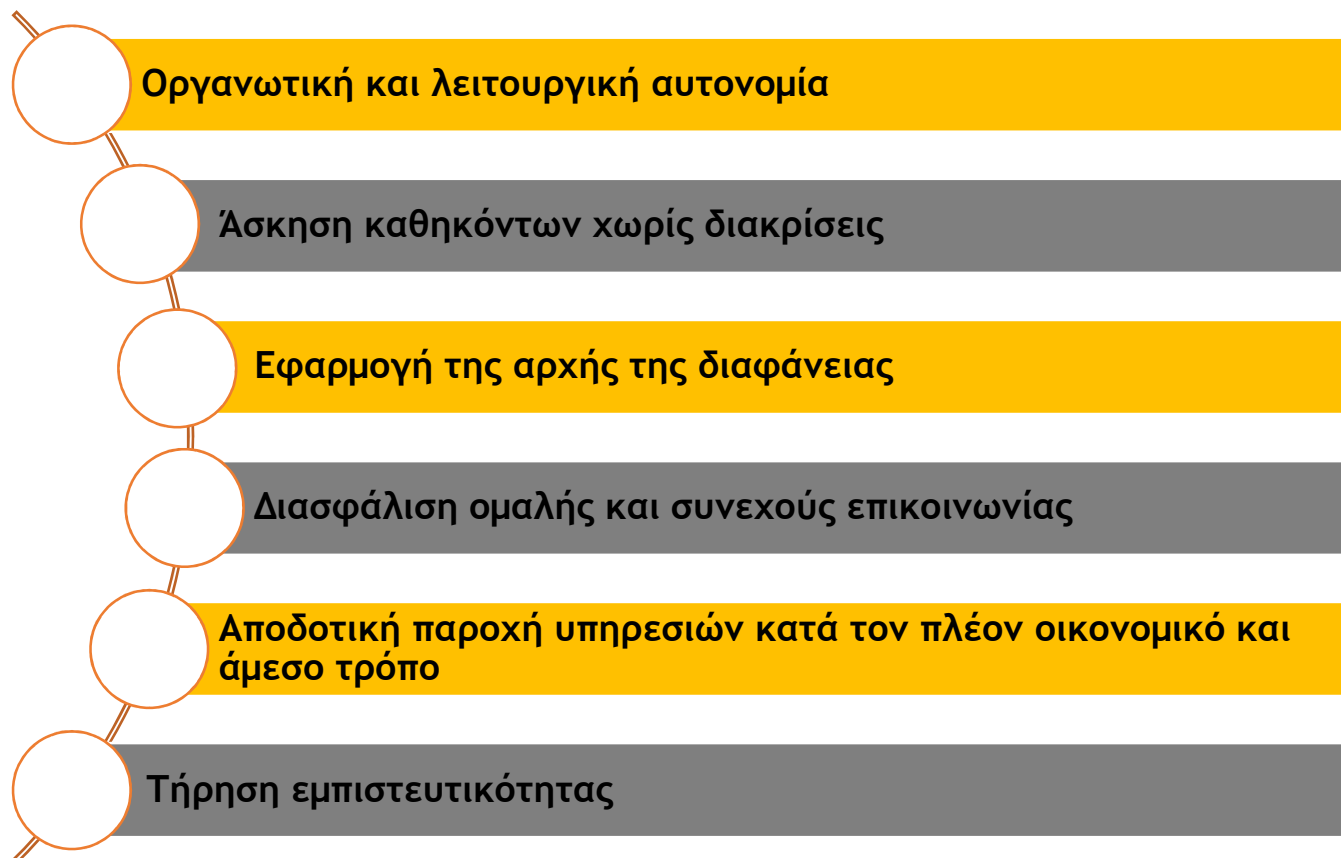 Οργανωτική και λειτουργική αυτονομία
Άσκηση καθηκόντων χωρίς διακρίσεις
Εφαρμογή της αρχής της διαφάνειας
Διασφάλιση ομαλής και συνεχούς επικοινωνίας
Αποδοτική παροχή υπηρεσιών κατά τον πλέον οικονομικό και
άμεσο τρόπο
Τήρηση εμπιστευτικότητας